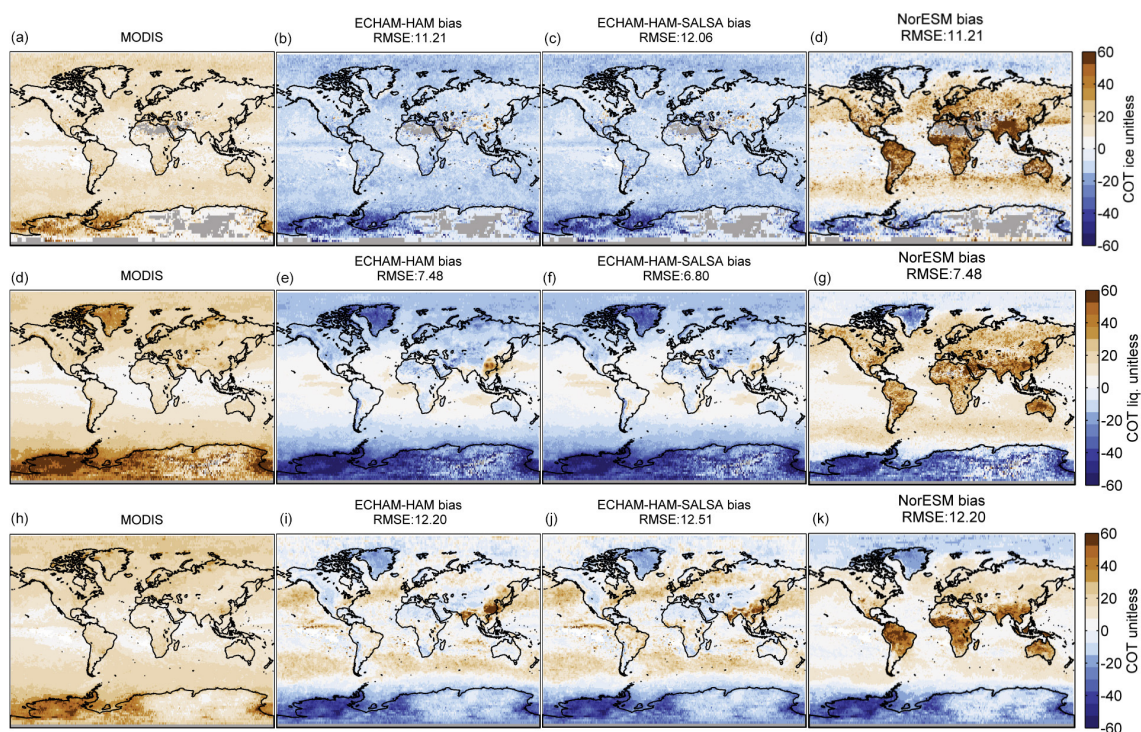 (a) MODIS
(b) ECHAM-HAM bias
RMSE:11.21
(c) ECHAM-HAM-SALSA bias
RMSE:12.06
(d) NorESM bias
RMSE:11.21
60
40
20
0
-20
-40
-60
COT ice unitless
(d) MODIS
(e) ECHAM-HAM bias
RMSE:7.48
(f) ECHAM-HAM-SALSA bias
RMSE:6.80
(g) NorESM bias
RMSE:7.48
60
40
20
0
-20
-40
-60
COT liq. unitless
(h) MODIS
(i) ECHAM-HAM bias
RMSE:12.20
(j) ECHAM-HAM-SALSA bias
RMSE:12.51
(k) NorESM bias
RMSE:12.20
60
40
20
0
-20
-40
-60
COT unitless